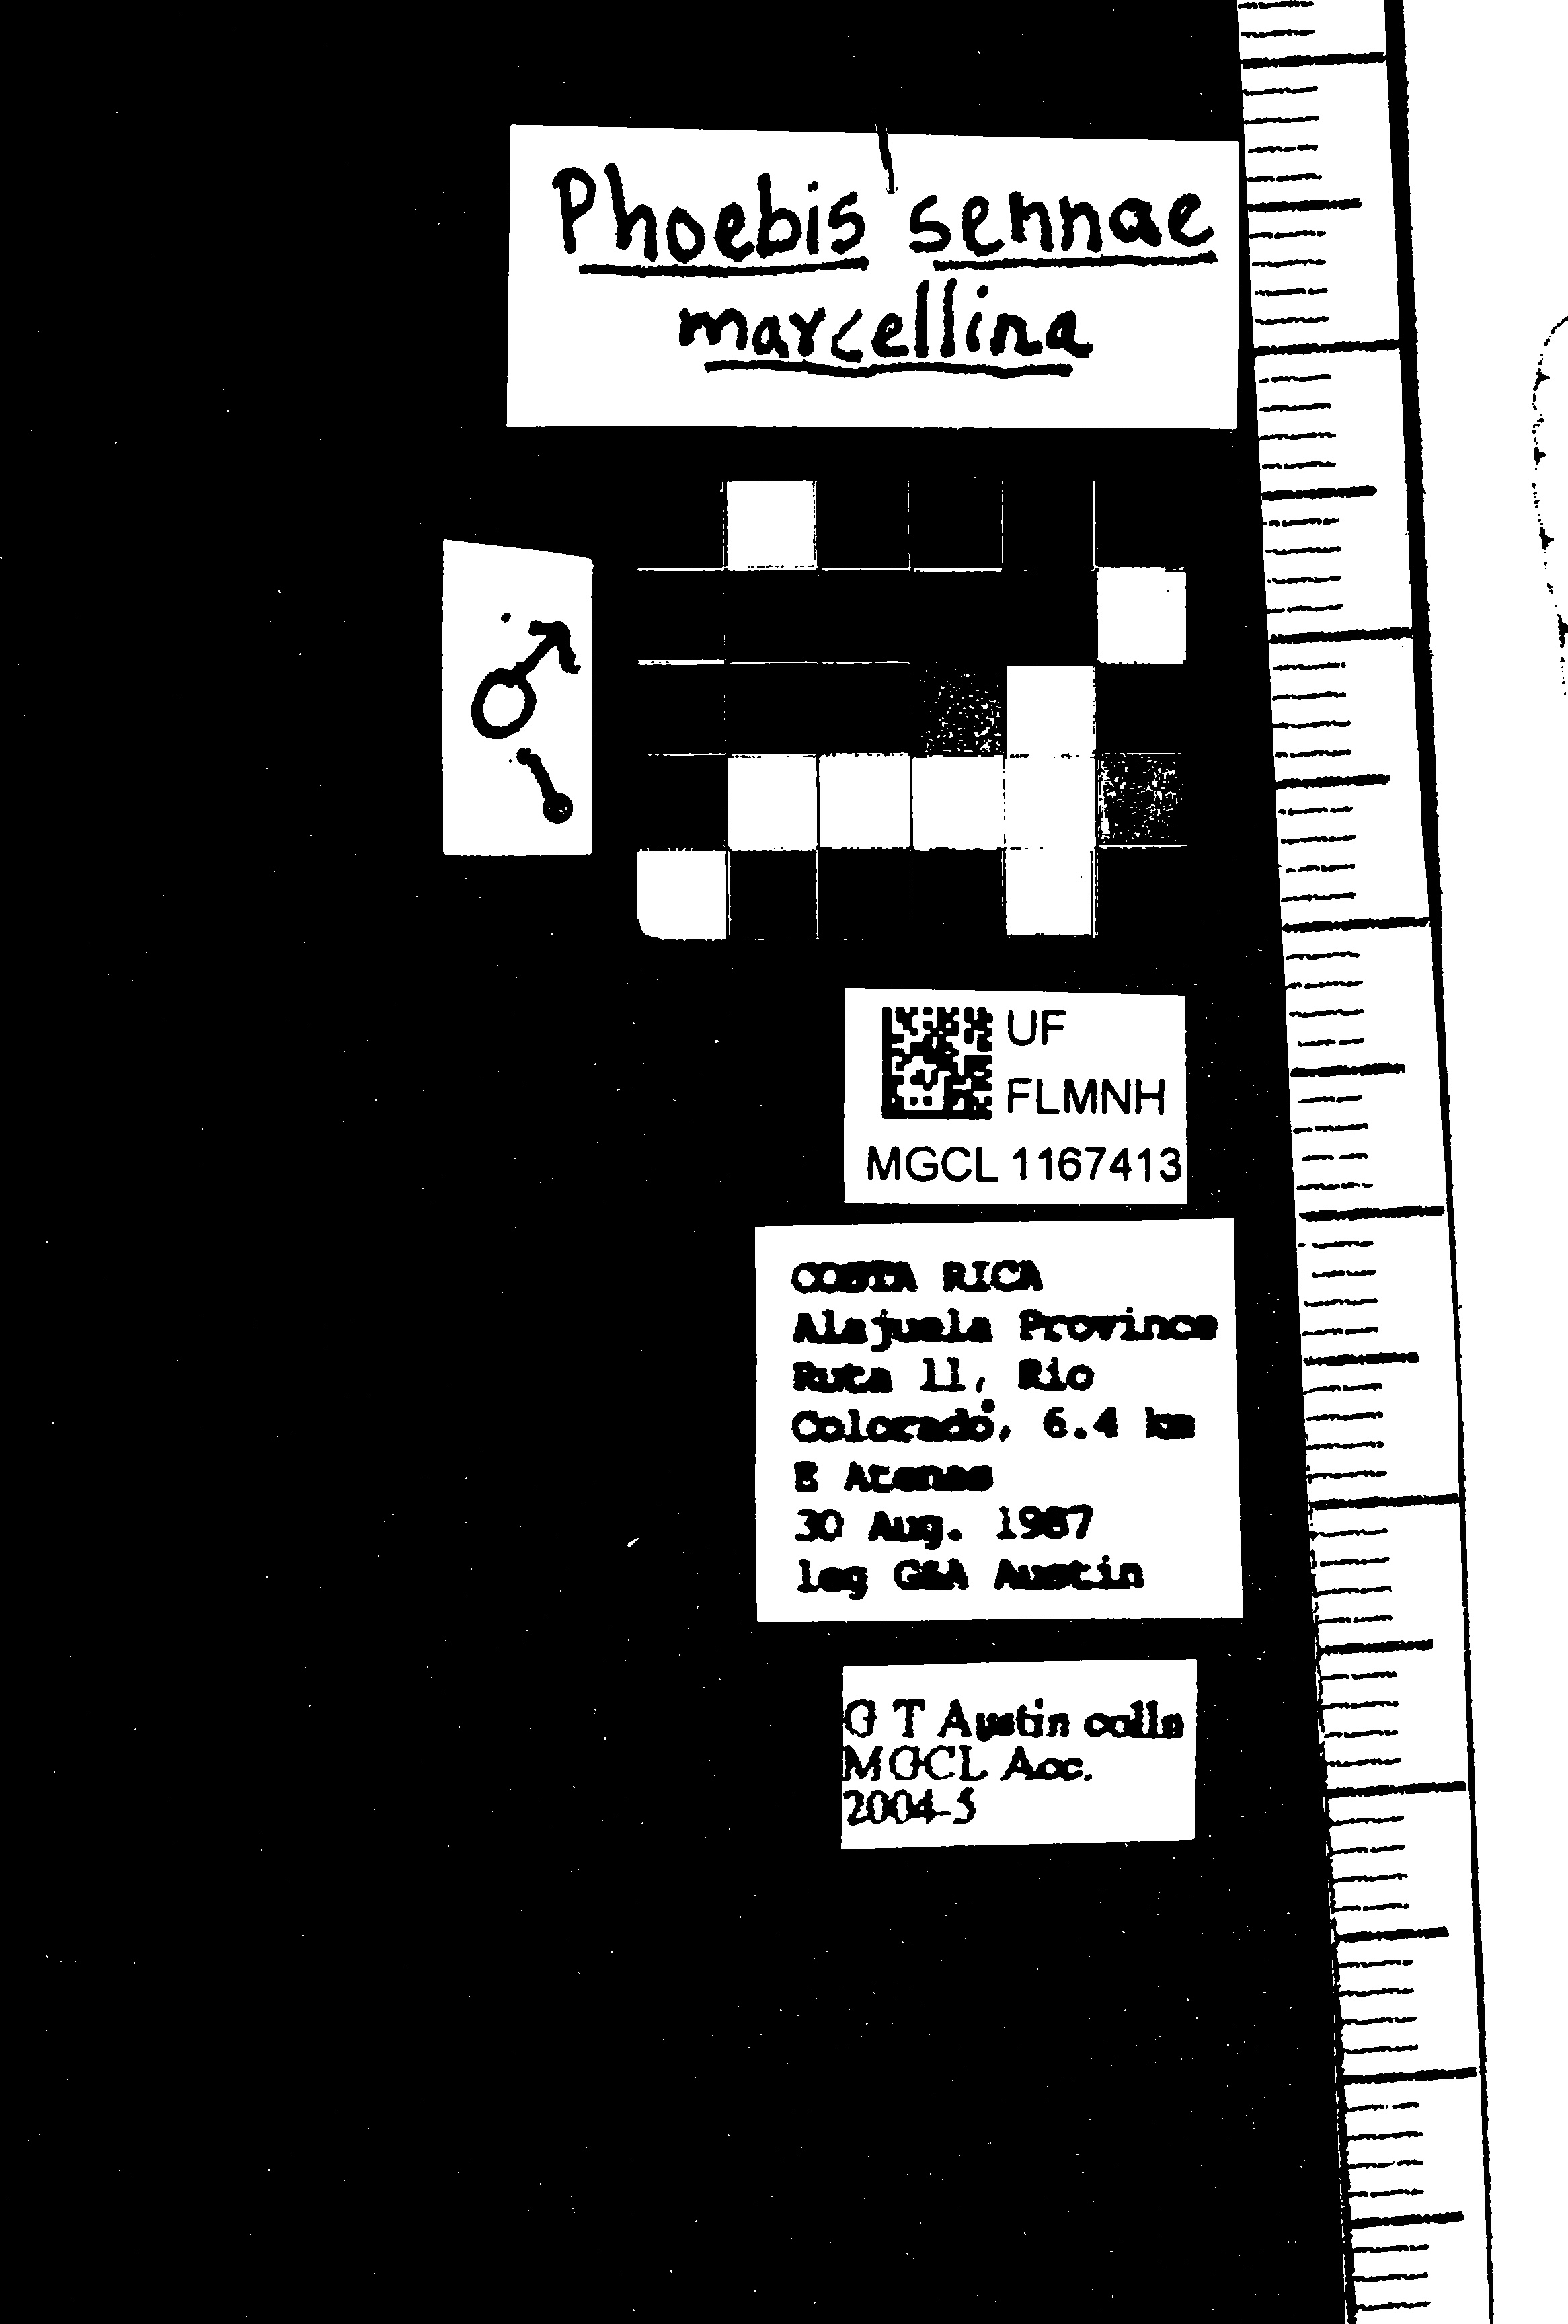 Phoebis sennae
marcellina
♂
UF
FLMNH
MGCL 1167413
COSTA RICA
Alajuela Province
Ruta 11, Rio
Colorado, 6.4 km
E Atenas
30 Aug. 1987
leg G&A Austin
G T Austin colln
MGCL Acc.
2004-5